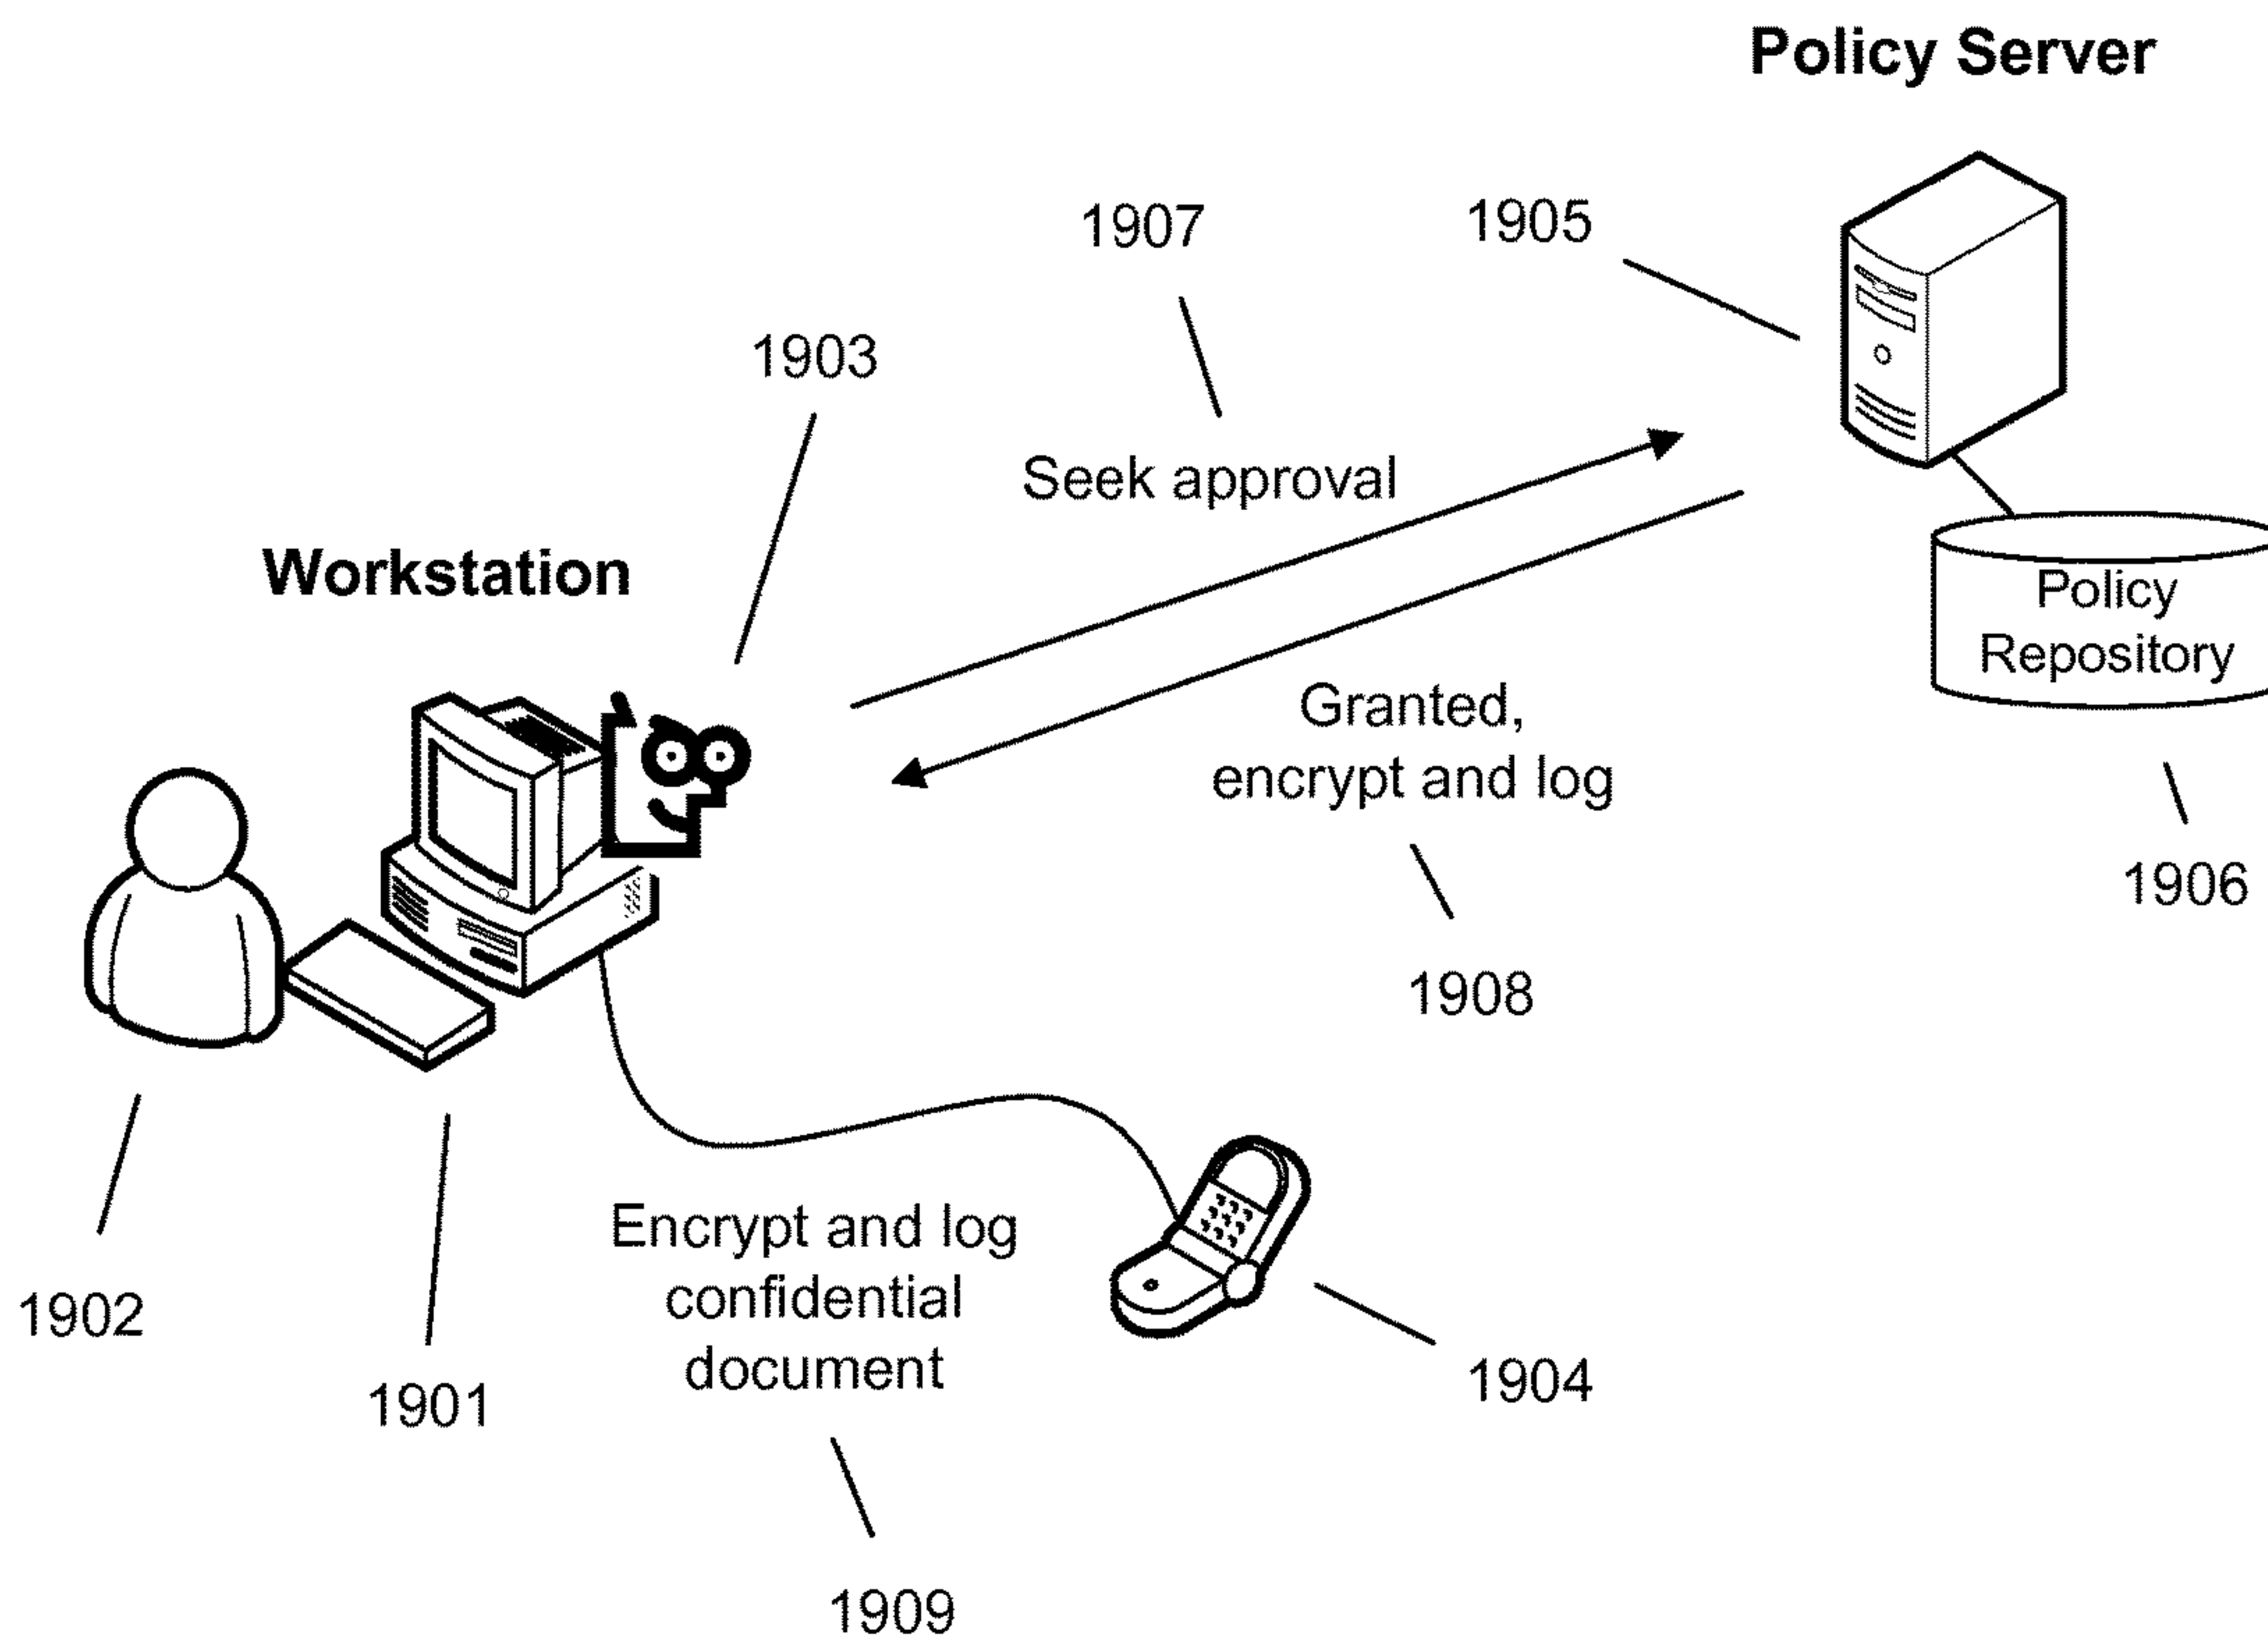 Policy Server
1907
1905
1903
Seek approval
Workstation
Policy
Repository
Granted,
encrypt and log
1906
1908
Encrypt and log
confidential
document
1902
1901
1904
1909